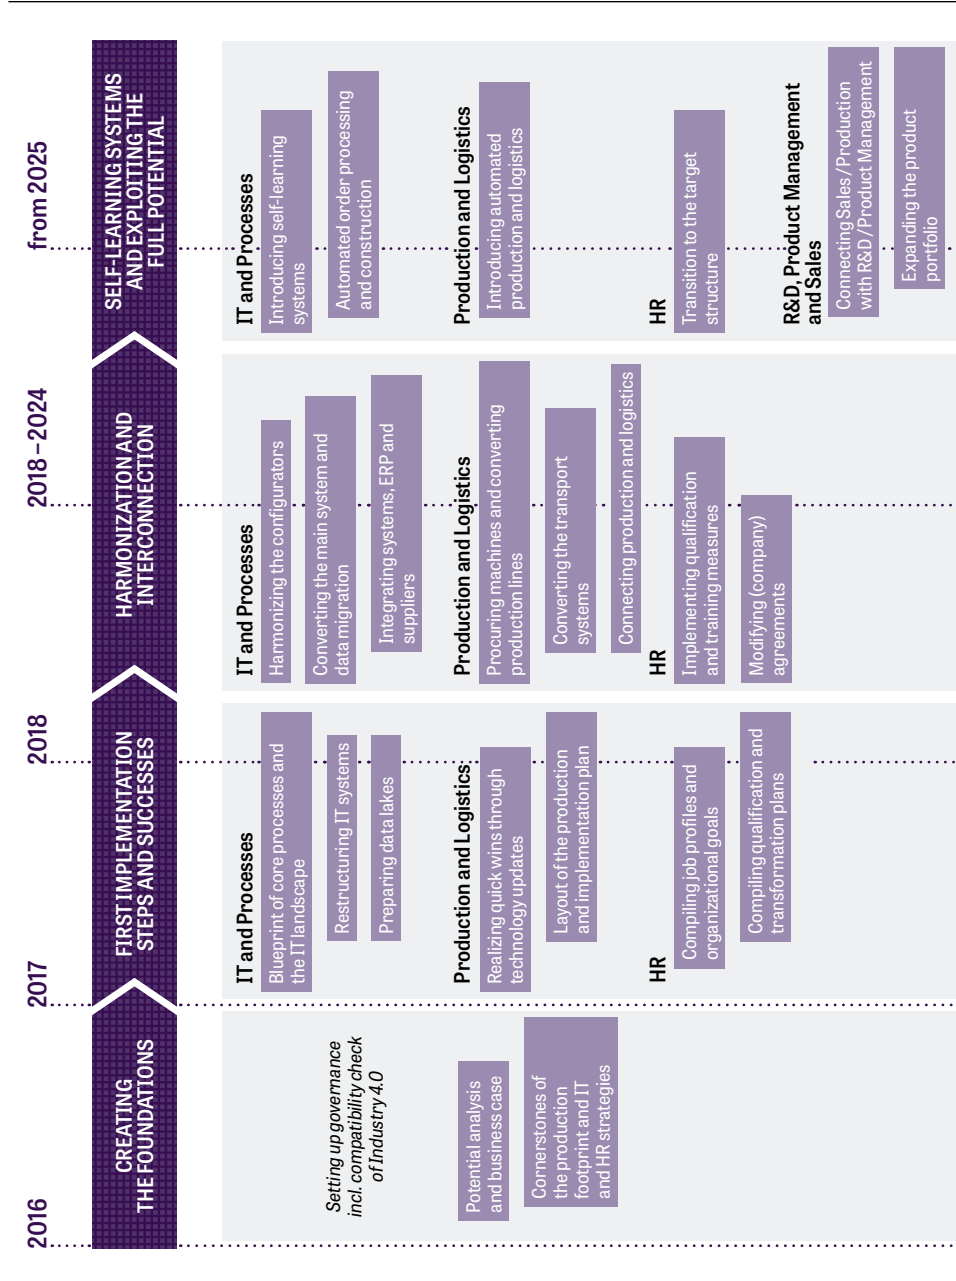 2016
2017
2018
2018–2024
from 2025
CREATING
THE FOUNDATIONS
FIRST IMPLEMENTATION
STEPS AND SUCCESSES
HARMONIZATION AND
INTERCONNECTION
SELF-LEARNING SYSTEMS
AND EXPLOITING THE
FULL POTENTIAL
Setting up governance
incl. compatibility check
of Industry 4.0
Potential analysis
and business case
Cornerstones of
the production
footprint and IT
and HR strategies
IT and Processes
Blueprint of core processes and
the IT landscape
Restructuring IT systems
Preparing data lakes
Production and Logistics
Realizing quick wins through
technology updates
Layout of the production
and implementation plan
HR
Compiling job profiles and
organizational goals
Compiling qualification and
transformation plans
IT and Processes
Harmonizing the configurators
Converting the main system and
data migration
Integrating systems, ERP and
suppliers
Production and Logistics
Procuring machines and converting
production lines
Converting the transport
systems
Connecting production and logistics
HR
Implementing qualification
and training measures
Modifying (company)
agreements
IT and Processes
Introducing self-learning
systems
Automated order processing
and construction
Production and Logistics
Introducing automated
production and logistics
HR
Transition to the target
structure
R&D, Product Management
and Sales
Connecting Sales / Production
with R&D / Product Management
Expanding the product
portfolio